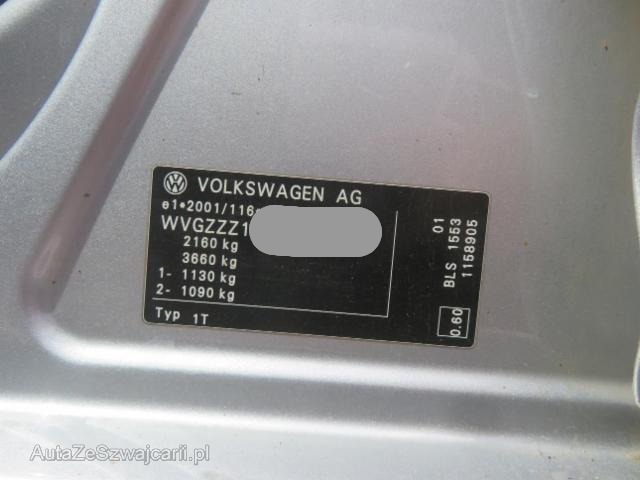 VOLKSWAGEN AG
e1*2001/116
WVGZZZ1
2160 kg
3660 kg
1- 1130 kg
2- 1090 kg
Typ 1T
01
BLS 1553
1158905
0.60
AutaZeSzwajcarii.pl